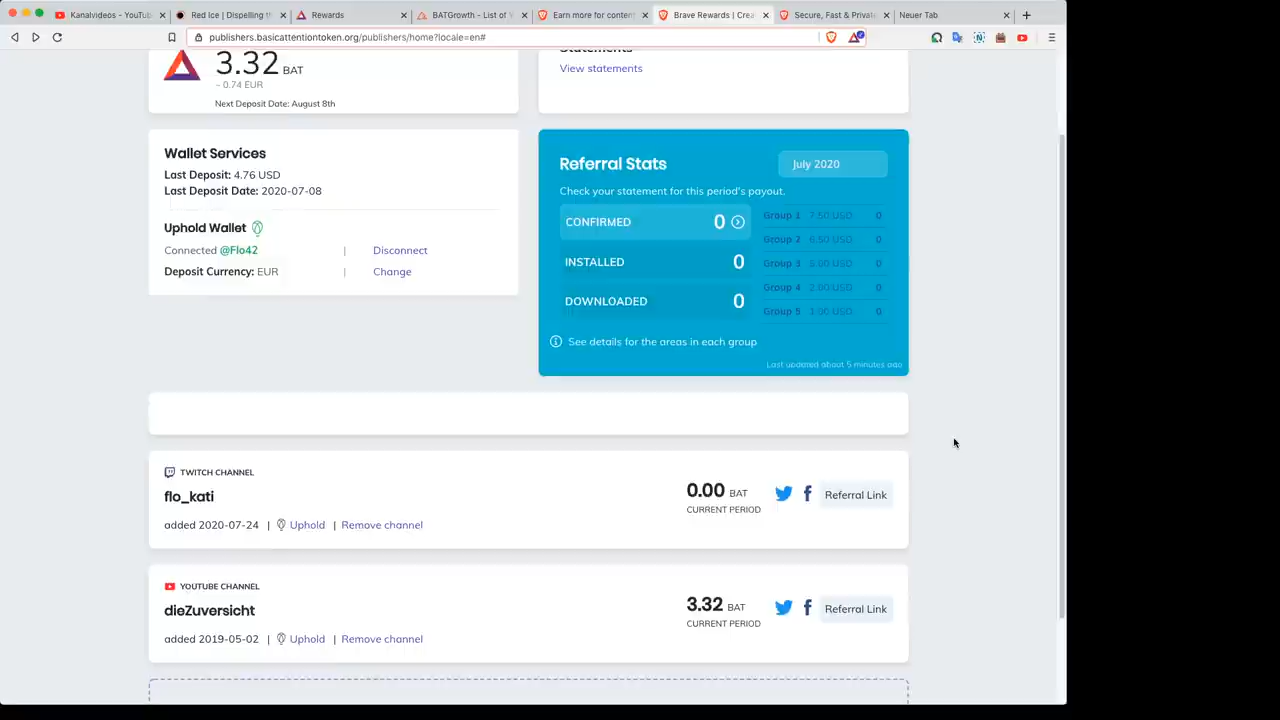 Kanalvideos - YouTub
Red Ice | Dispelling th
Rewards
BATGrowth - List of V
Earn more for content
Brave Rewards | Crea
Secure, Fast & Private
Neuer Tab
publishers.basicattentiontoken.org/publishers/home?locale=en#
3.32 BAT
~ 0.74 EUR
Next Deposit Date: August 8th
Statements
View statements
Wallet Services
Last Deposit: 4.76 USD
Last Deposit Date: 2020-07-08
Uphold Wallet
Connected @Flo42 | Disconnect
Deposit Currency: EUR | Change
Referral Stats
July 2020
Check your statement for this period's payout.
CONFIRMED 0
INSTALLED 0
DOWNLOADED 0
Group 1 7.50 USD 0
Group 2 6.50 USD 0
Group 3 5.00 USD 0
Group 4 2.00 USD 0
Group 5 1.00 USD 0
See details for the areas in each group
Last updated about 5 minutes ago
TWITCH CHANNEL
flo_kati
added 2020-07-24 | Uphold | Remove channel
0.00 BAT
CURRENT PERIOD
Referral Link
YOUTUBE CHANNEL
dieZuversicht
added 2019-05-02 | Uphold | Remove channel
3.32 BAT
CURRENT PERIOD
Referral Link